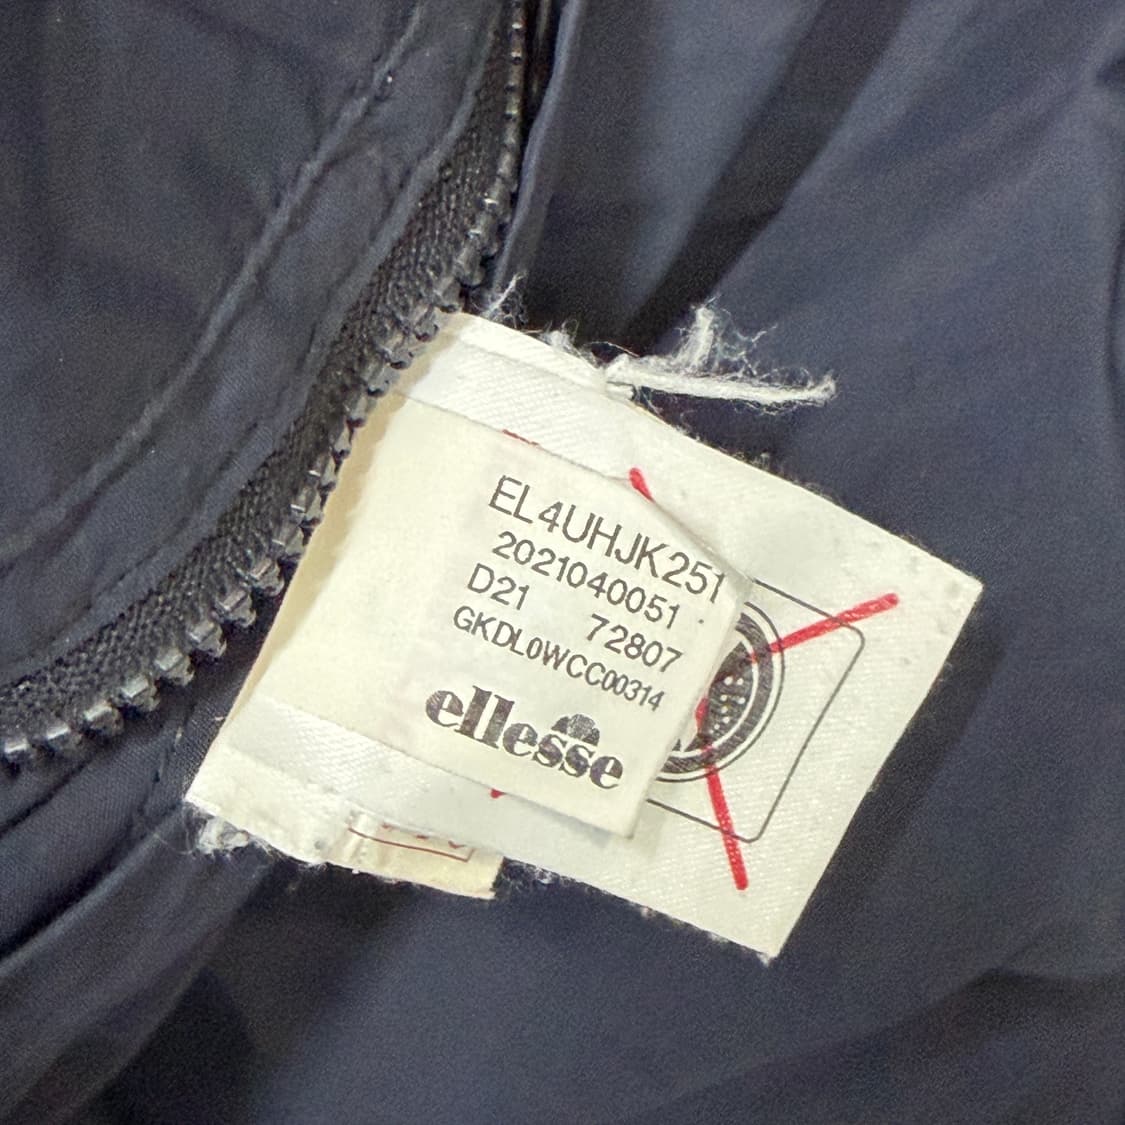 EL4UHJK251
2021040051
D21 72807
GKDL0WCC00314
ellesse